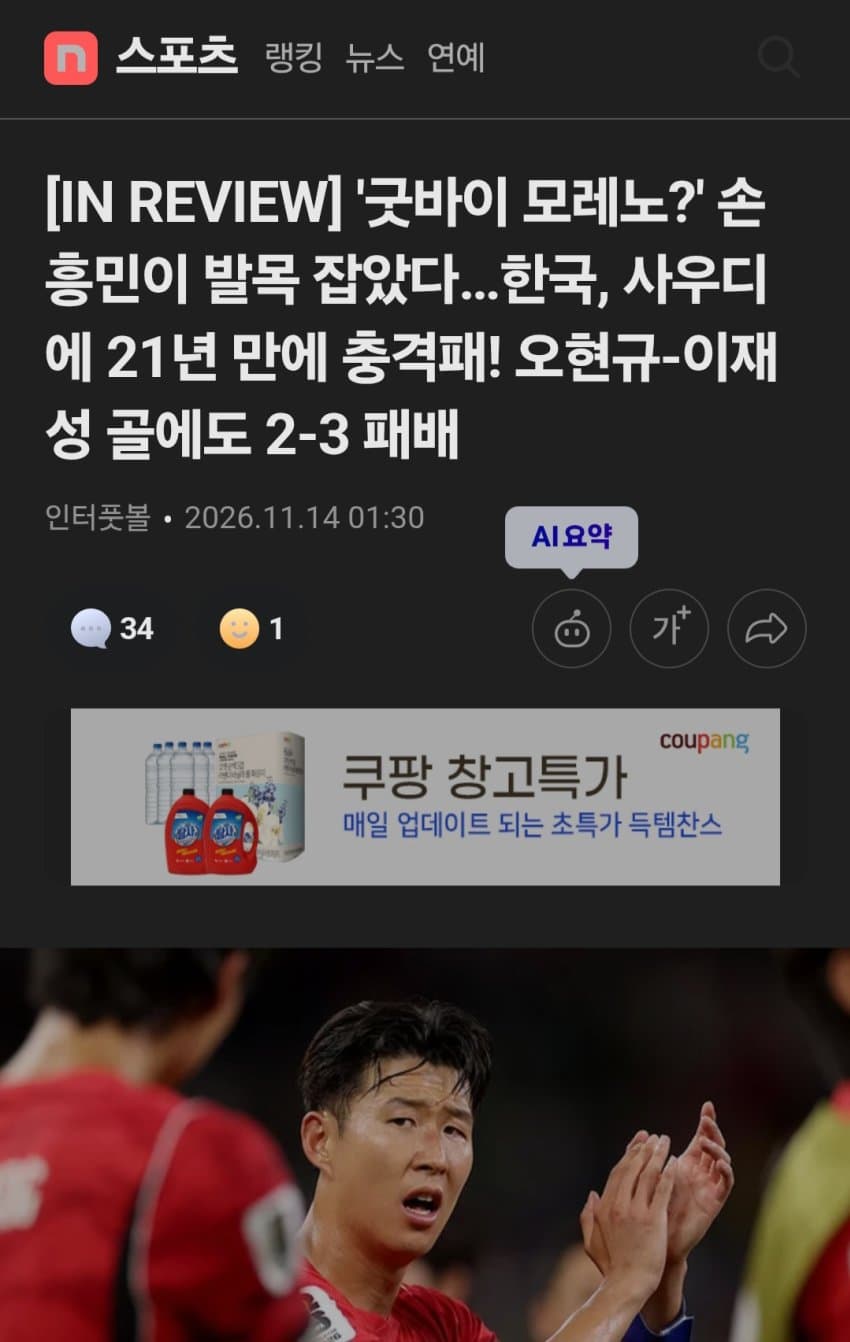 n 스포츠 랭킹 뉴스 연예
[IN REVIEW] '굿바이 모레노?' 손
흥민이 발목 잡았다…한국, 사우디
에 21년 만에 충격패! 오현규-이재
성 골에도 2-3 패배
인터풋볼 • 2026.11.14 01:30
AI요약
34 1 가+
coupang
쿠팡 창고특가
매일 업데이트 되는 초특가 득템찬스